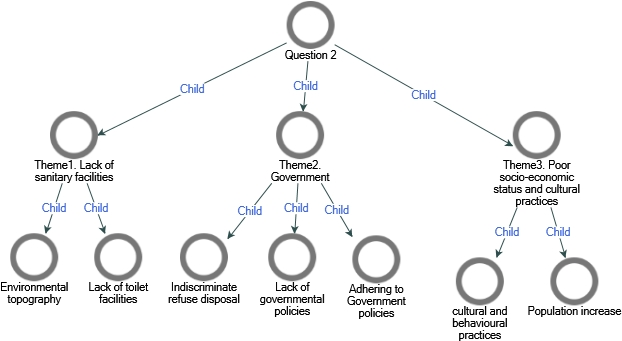 Question 2
Child
Child
Child
Theme1. Lack of
sanitary facilities
Theme2.
Government
Theme3. Poor
socio-economic
status and cultural
practices
Child
Child
Child
Child
Child
Child
Child
Environmental
topography
Lack of toilet
facilities
Indiscriminate
refuse disposal
Lack of
governmental
policies
Adhering to
Government
policies
cultural and
behavioural
practices
Population increase